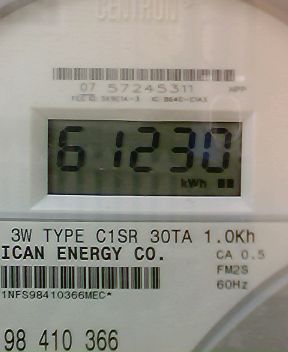 CENTRON®
07 57245311 NPP
61230
kWh
3W TYPE C1SR 30TA 1.0Kh
ICAN ENERGY CO. CA 0.5
FM2S
60Hz
1NFS98410366MEC*
98 410 366